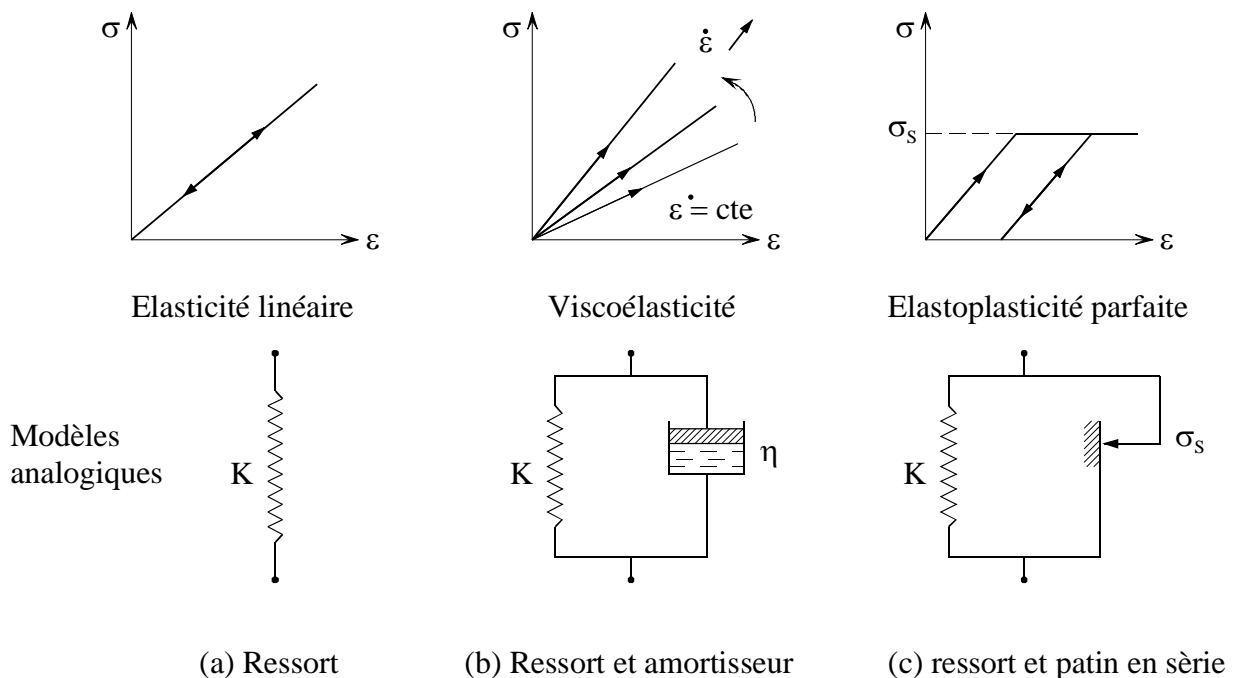 σ
ε
Elasticité linéaire
σ
ε̇
ε̇ = cte
ε
Viscoélasticité
σ
σs
ε
Elastoplasticité parfaite
Modèles
analogiques
K
K
η
K
σs
(a) Ressort
(b) Ressort et amortisseur
(c) ressort et patin en sèrie